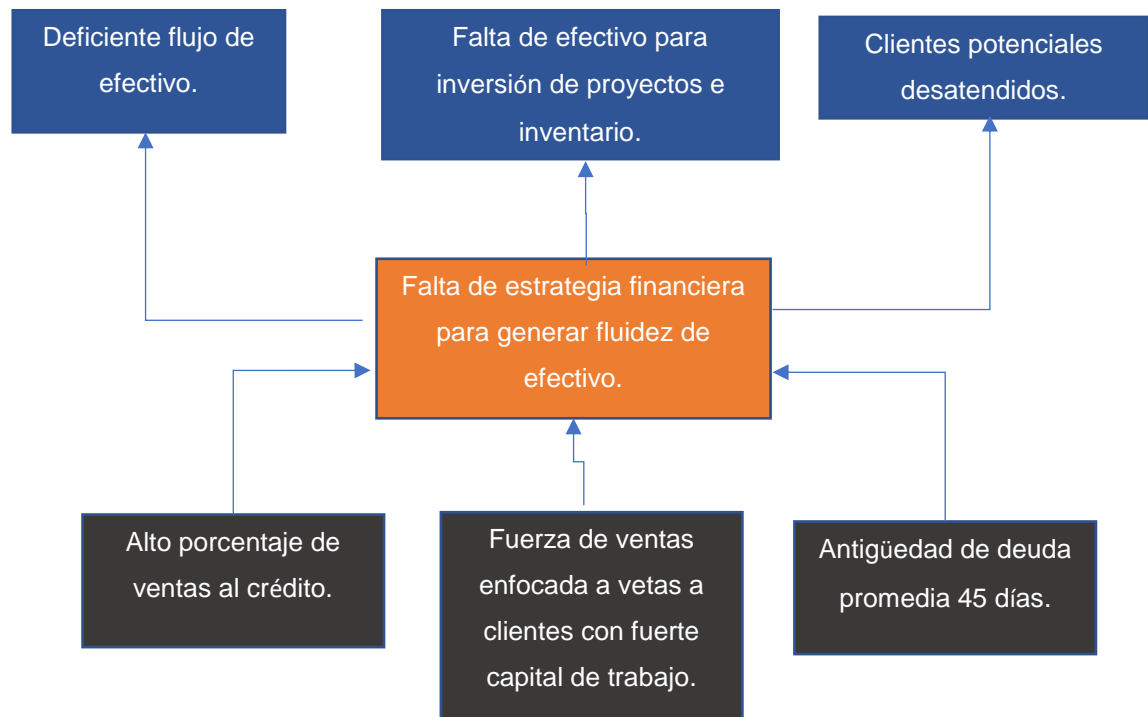 Deficiente flujo de
efectivo.
Falta de efectivo para
inversión de proyectos e
inventario.
Clientes potenciales
desatendidos.
Falta de estrategia financiera
para generar fluidez de
efectivo.
Alto porcentaje de
ventas al crédito.
Fuerza de ventas
enfocada a vetas a
clientes con fuerte
capital de trabajo.
Antigüedad de deuda
promedia 45 días.